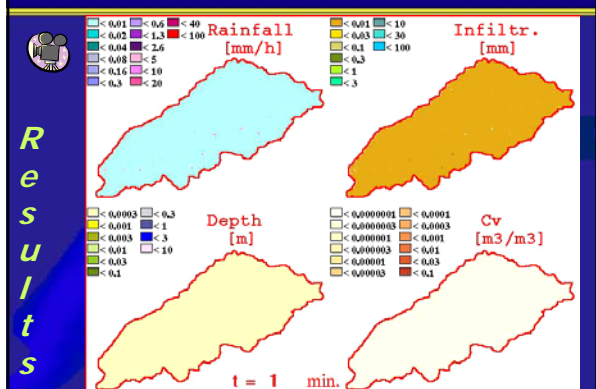 Results
Rainfall
[mm/h]
< 0.01 < 0.6 < 40
< 0.02 < 1.3 < 100
< 0.04 < 2.6
< 0.08 < 5
< 0.16 < 10
< 0.3 < 20
Infiltr.
[mm]
< 0.01 < 10
< 0.03 < 30
< 0.1 < 100
< 0.3
< 1
< 3
Depth
[m]
< 0.0003 < 0.3
< 0.001 < 1
< 0.003 < 3
< 0.01 < 10
< 0.03
< 0.1
Cv
[m3/m3]
< 0.0000001 < 0.0001
< 0.0000003 < 0.0003
< 0.000001 < 0.001
< 0.000003 < 0.01
< 0.00001 < 0.03
< 0.00003 < 0.1
t = 1 min.